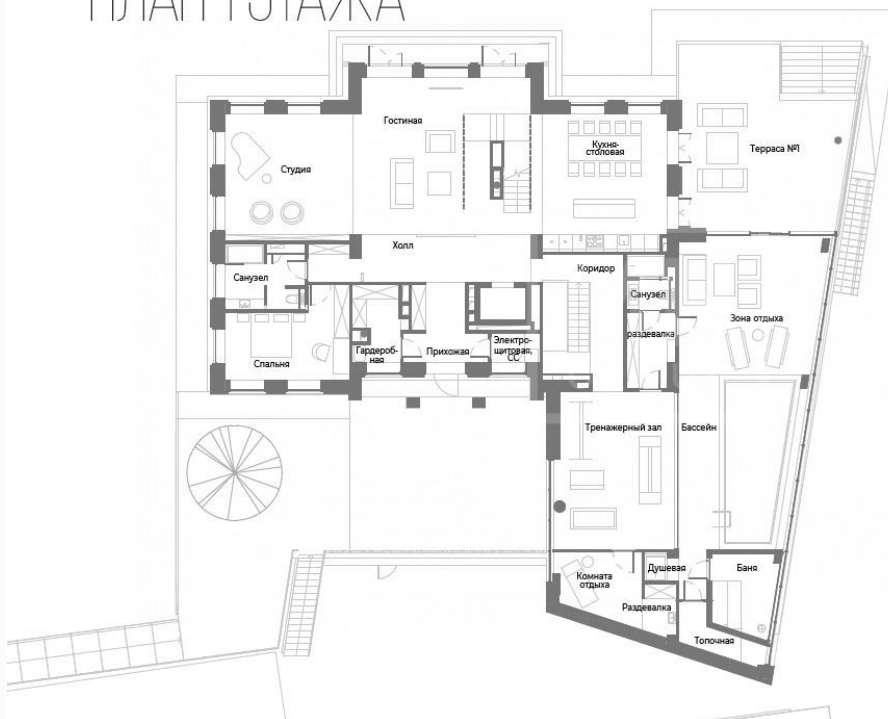 ПЛАН 1 ЭТАЖА
Гостиная
Студия
Кухня-
столовая
Терраса №1
Холл
Санузел
Коридор
Санузел
Зона отдыха
раздевалка
Спальня
Гардероб-
ная
Прихожая
Электро-
щитовая,
СС
Тренажерный зал
Бассейн
Комната
отдыха
Душевая
Баня
Раздевалка
Топочная